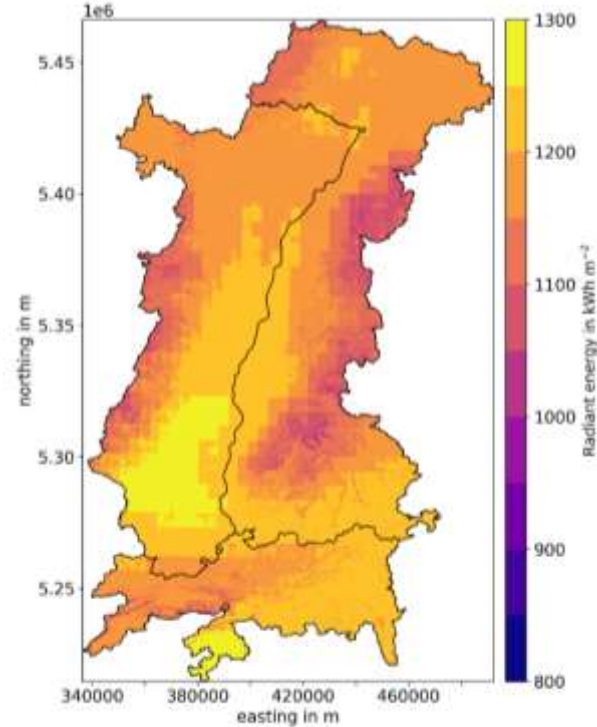 1e6
5.45
5.40
5.35
5.30
5.25
northing in m
340000 380000 420000 460000
easting in m
1300
1200
1100
1000
900
800
Radiant energy in kWh m⁻²